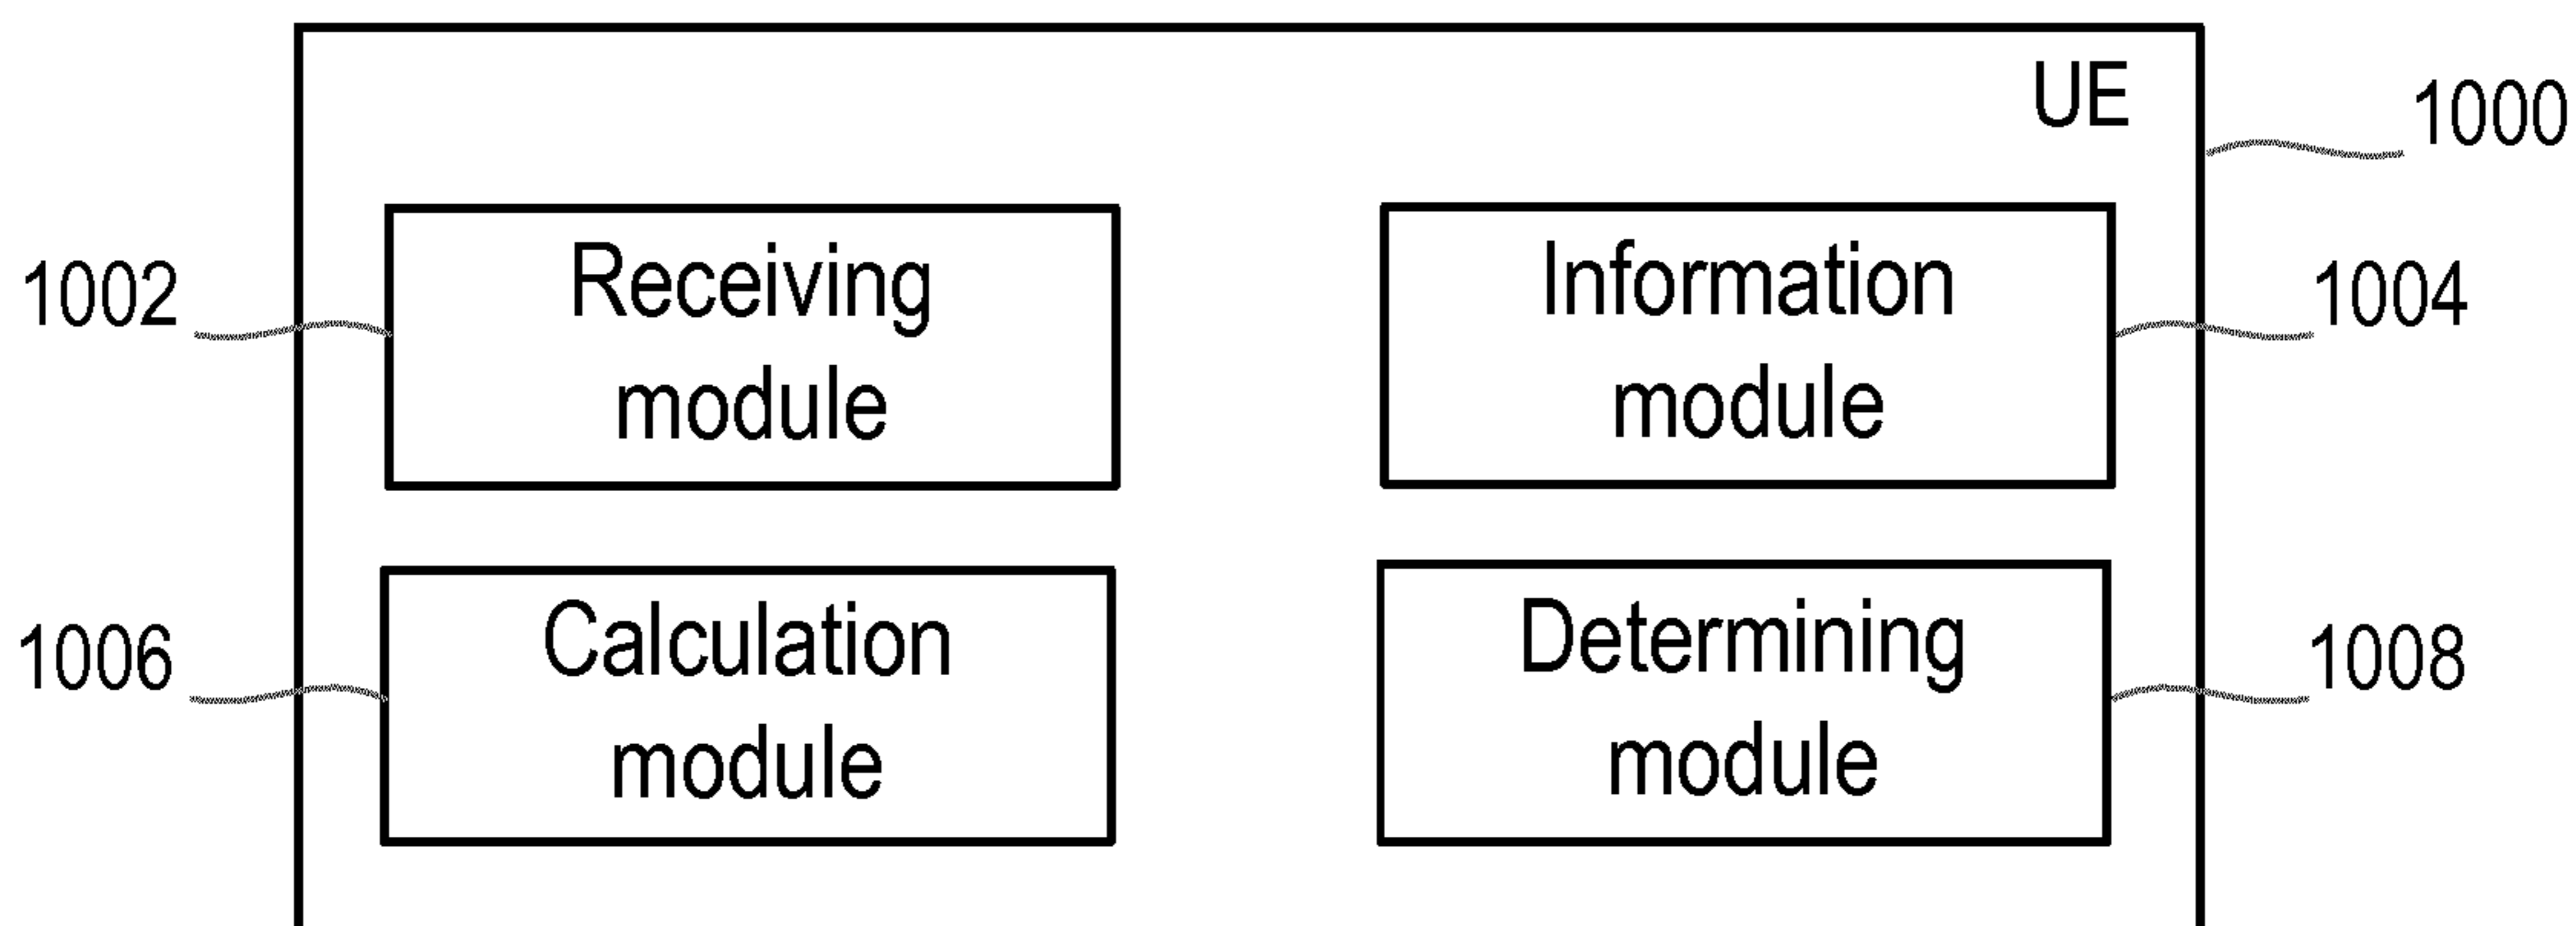 UE
1000
Receiving
module
1002
Information
module
1004
Calculation
module
1006
Determining
module
1008